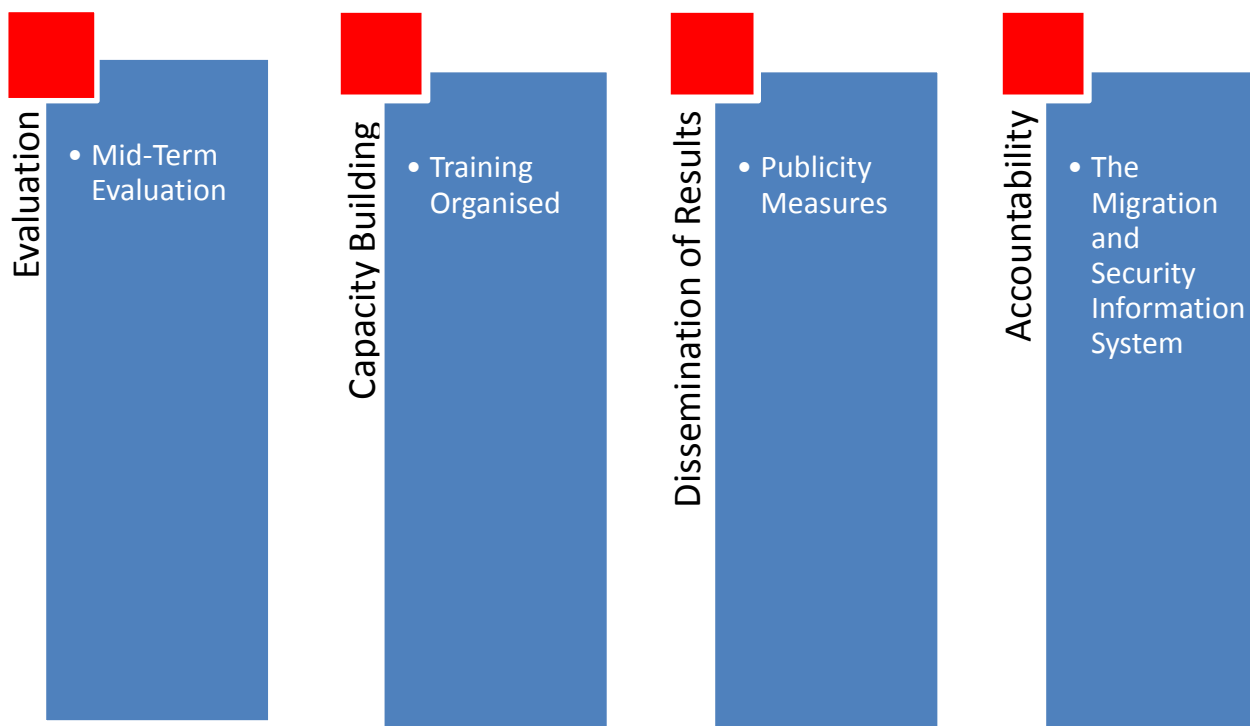 Evaluation
• Mid-Term
Evaluation
Capacity Building
• Training
Organised
Dissemination of Results
• Publicity
Measures
Accountability
• The
Migration
and
Security
Information
System